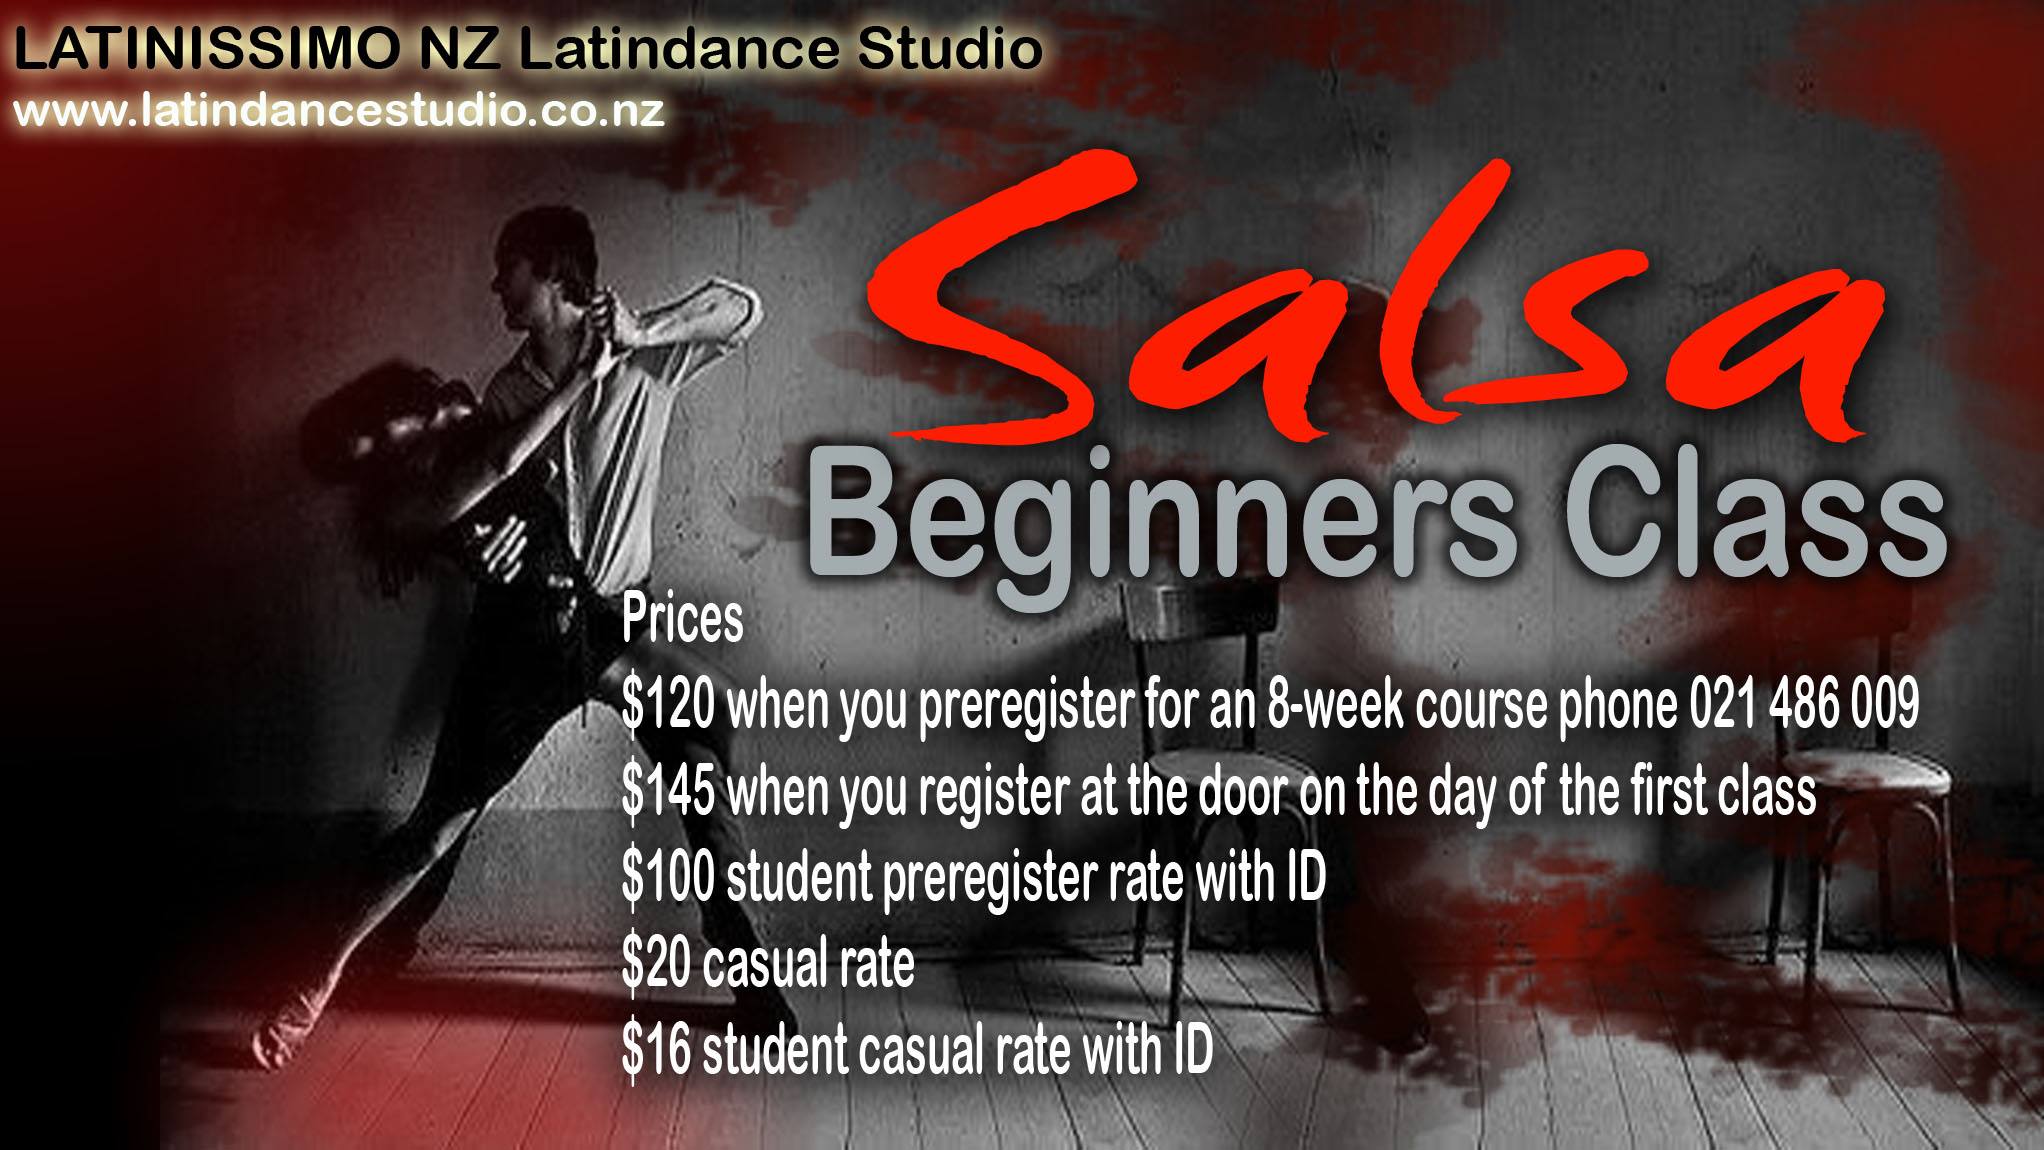 LATINISSIMO NZ Latindance Studio
www.latindancestudio.co.nz
Salsa
Beginners Class
Prices
$120 when you preregister for an 8-week course phone 021 486 009
$145 when you register at the door on the day of the first class
$100 student preregister rate with ID
$20 casual rate
$16 student casual rate with ID